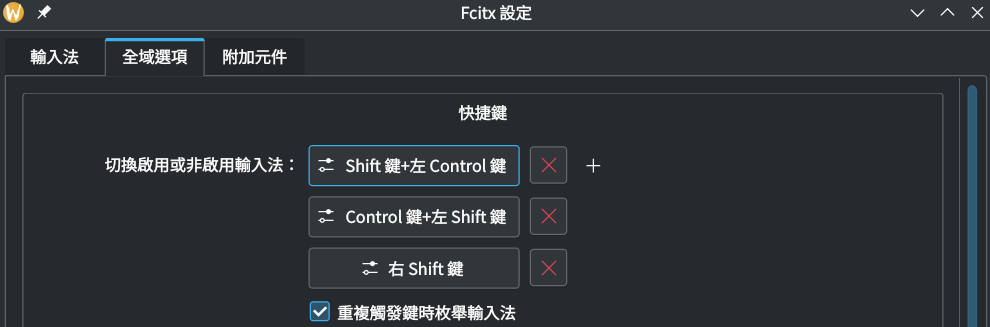 Fcitx 設定
輸入法 全域選項 附加元件
快捷鍵
切換啟用或非啟用輸入法： Shift 鍵+左 Control 鍵
Control 鍵+左 Shift 鍵
右 Shift 鍵
重複觸發鍵時枚舉輸入法